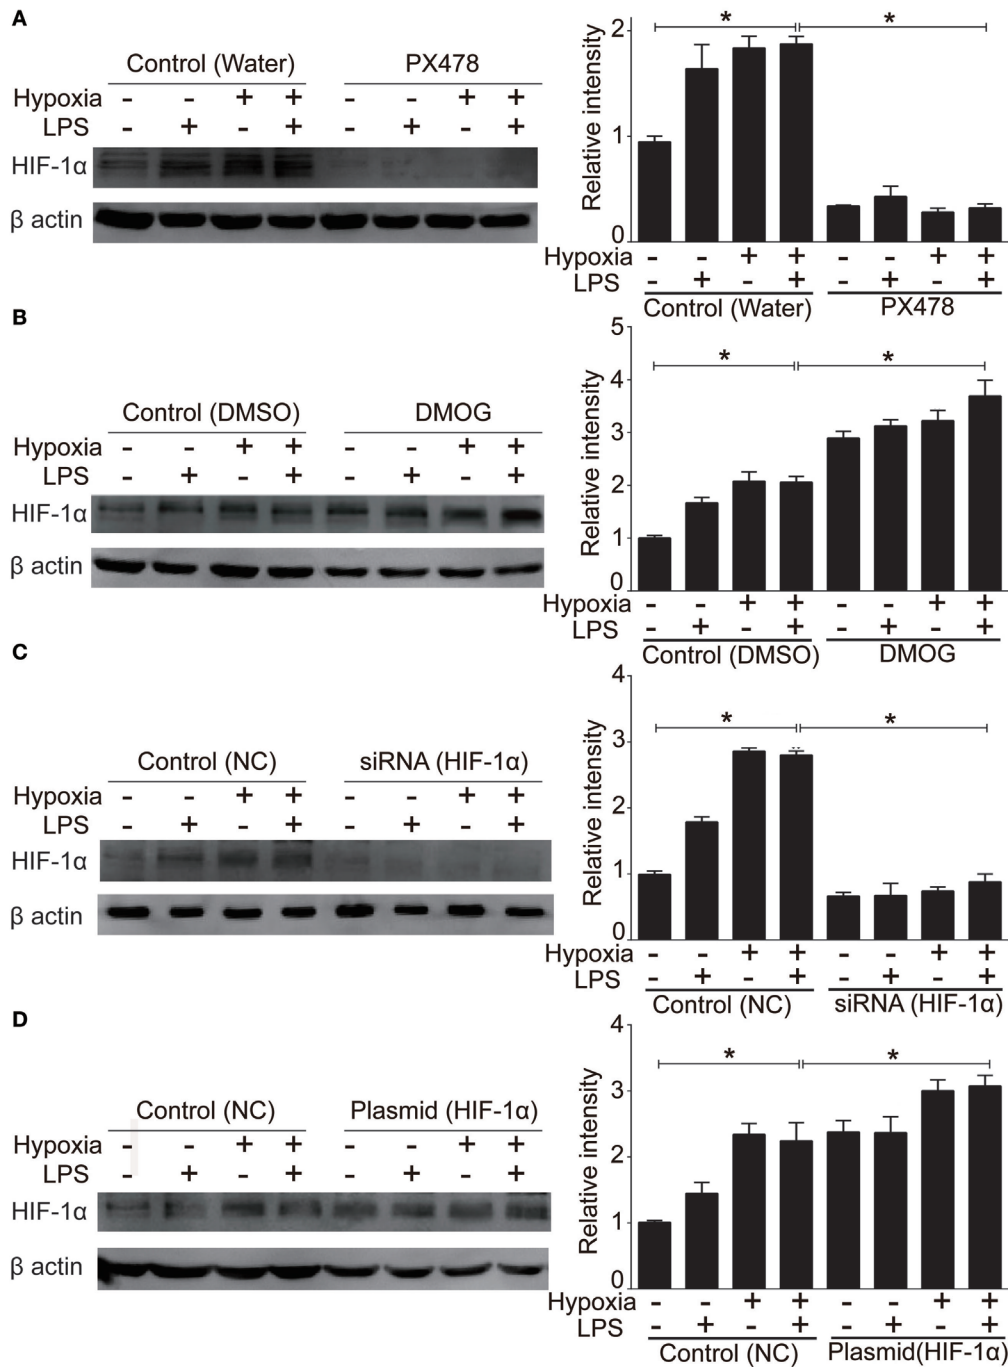 A
Control (Water) PX478
Hypoxia - - + + - - + +
LPS - + - + - + - +
HIF-1α
β actin
Relative intensity
2
1
0
* *
Hypoxia - - + + - - + +
LPS - + - + - + - +
Control (Water) PX478
B
Control (DMSO) DMOG
Hypoxia - - + + - - + +
LPS - + - + - + - +
HIF-1α
β actin
Relative intensity
5
4
3
2
1
0
* *
Hypoxia - - + + - - + +
LPS - + - + - + - +
Control (DMSO) DMOG
C
Control (NC) siRNA (HIF-1α)
Hypoxia - - + + - - + +
LPS - + - + - + - +
HIF-1α
β actin
Relative intensity
4
3
2
1
0
* *
Hypoxia - - + + - - + +
LPS - + - + - + - +
Control (NC) siRNA (HIF-1α)
D
Control (NC) Plasmid (HIF-1α)
Hypoxia - - + + - - + +
LPS - + - + - + - +
HIF-1α
β actin
Relative intensity
4
3
2
1
0
* *
Hypoxia - - + + - - + +
LPS - + - + - + - +
Control (NC) Plasmid(HIF-1α)